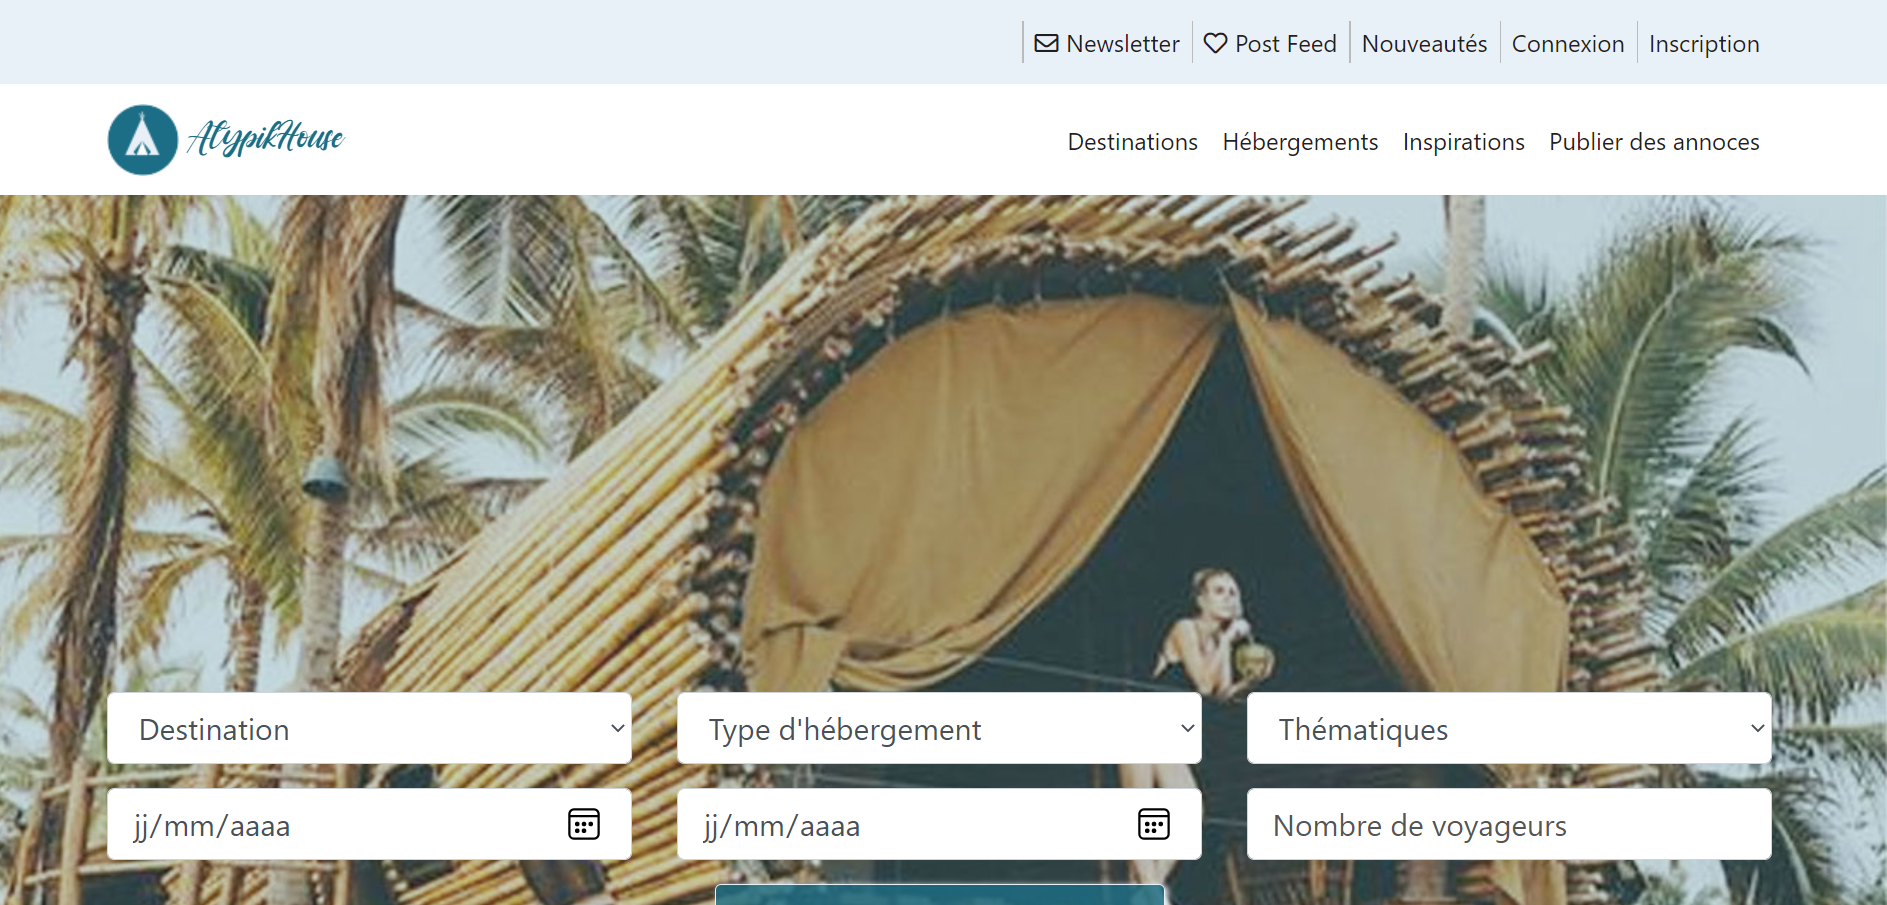 Newsletter Post Feed Nouveautés Connexion Inscription
AtypikHouse
Destinations Hébergements Inspirations Publier des annoces
Destination Type d'hébergement Thématiques
jj/mm/aaaa jj/mm/aaaa Nombre de voyageurs